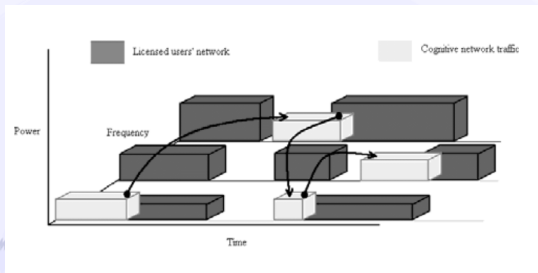 Licensed users' network
Cognitive network traffic
Power
Frequency
Time